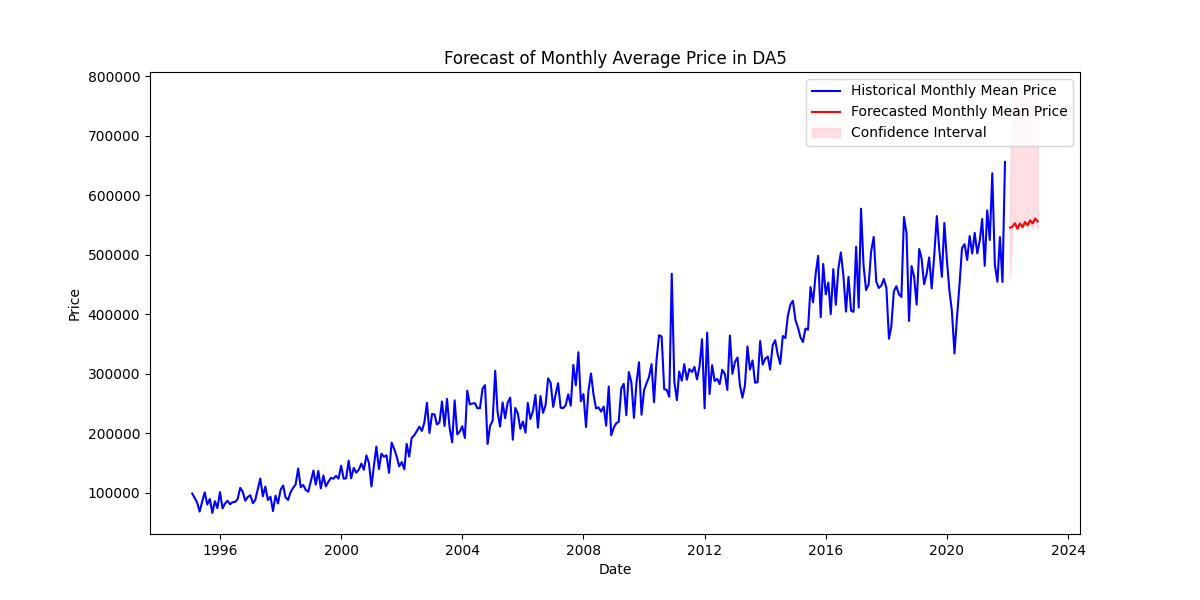 Forecast of Monthly Average Price in DA5
800000
700000
600000
500000
400000
300000
200000
100000
Price
Historical Monthly Mean Price
Forecasted Monthly Mean Price
Confidence Interval
1996 2000 2004 2008 2012 2016 2020 2024
Date